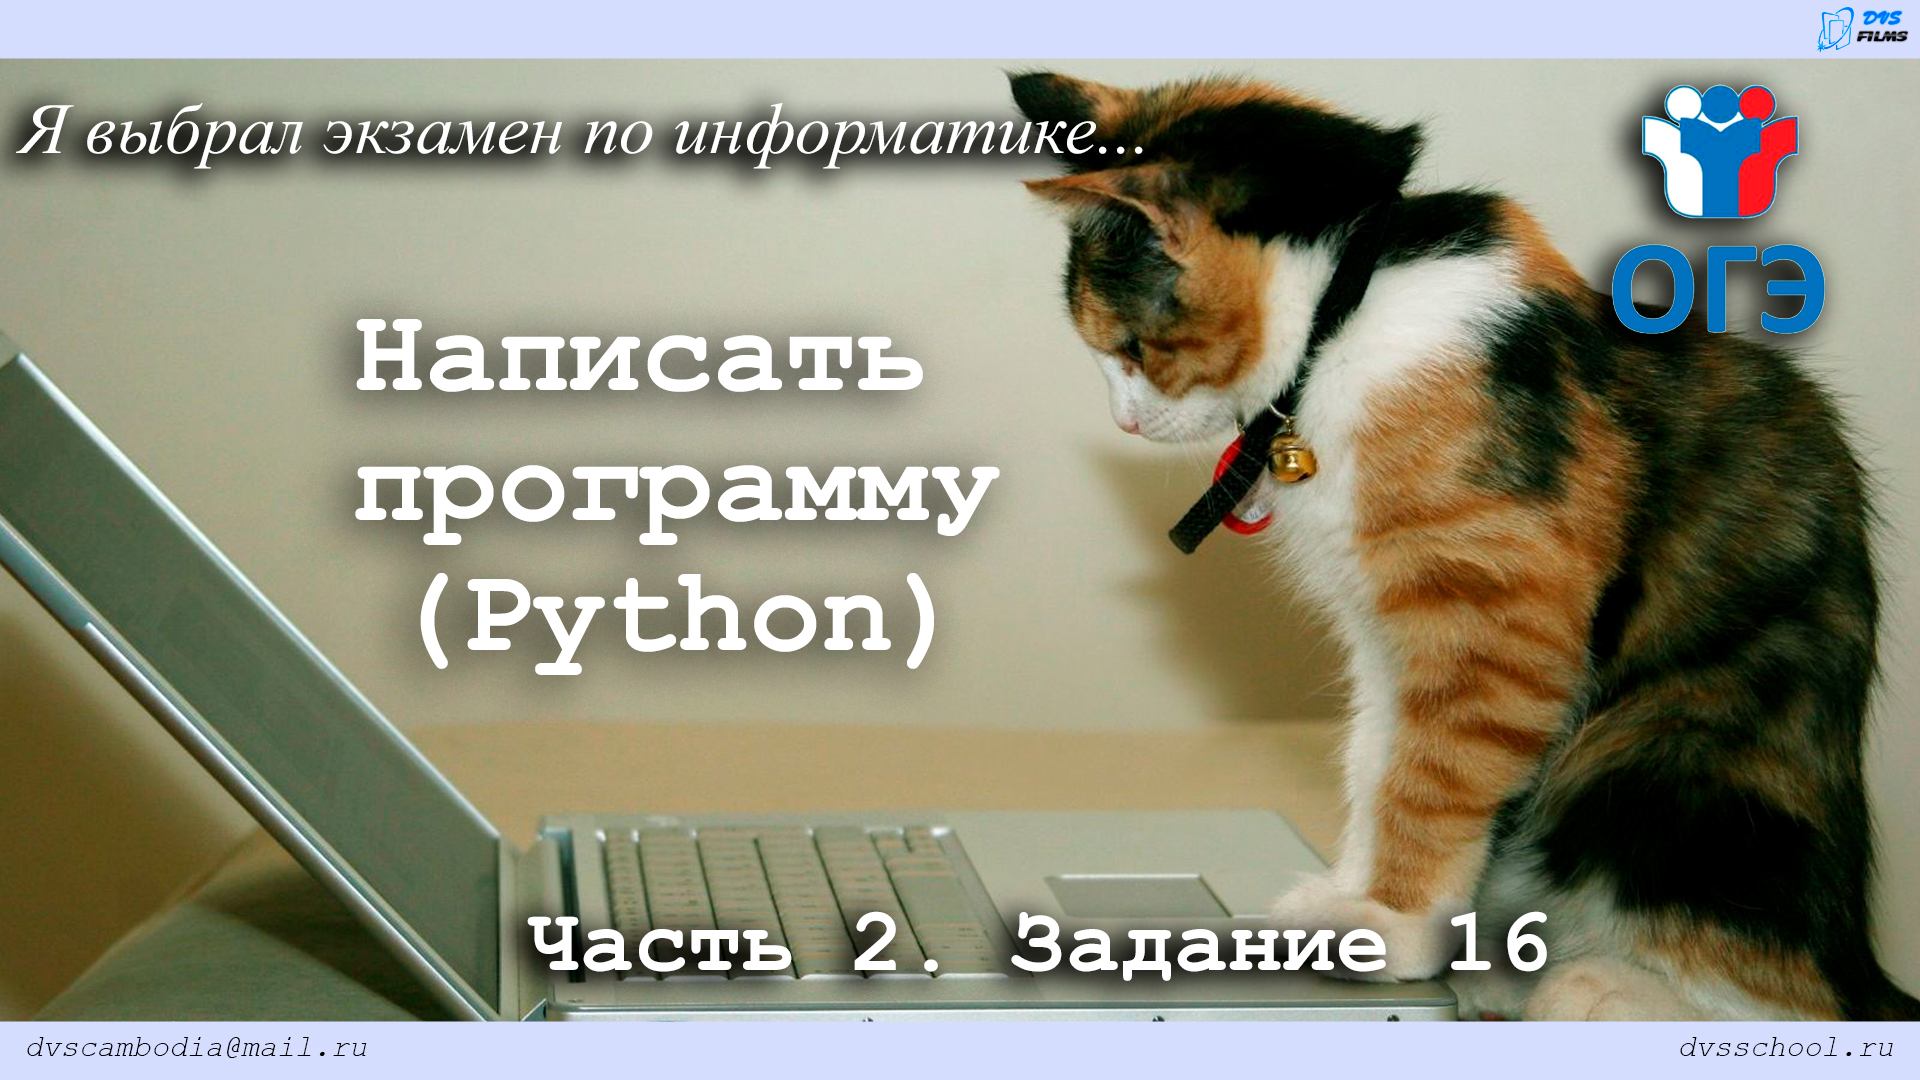 DVS
FILMS
Я выбрал экзамен по информатике...
ОГЭ
Написать
программу
(Python)
Часть 2. Задание 16
dvscambodia@mail.ru
dvsschool.ru